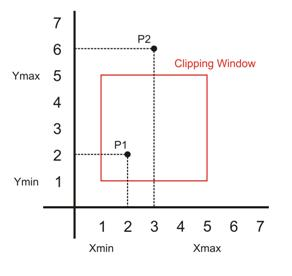 7
P2
6
Clipping Window
Ymax 5
4
3
P1
2
Ymin 1
1 2 3 4 5 6 7
Xmin Xmax